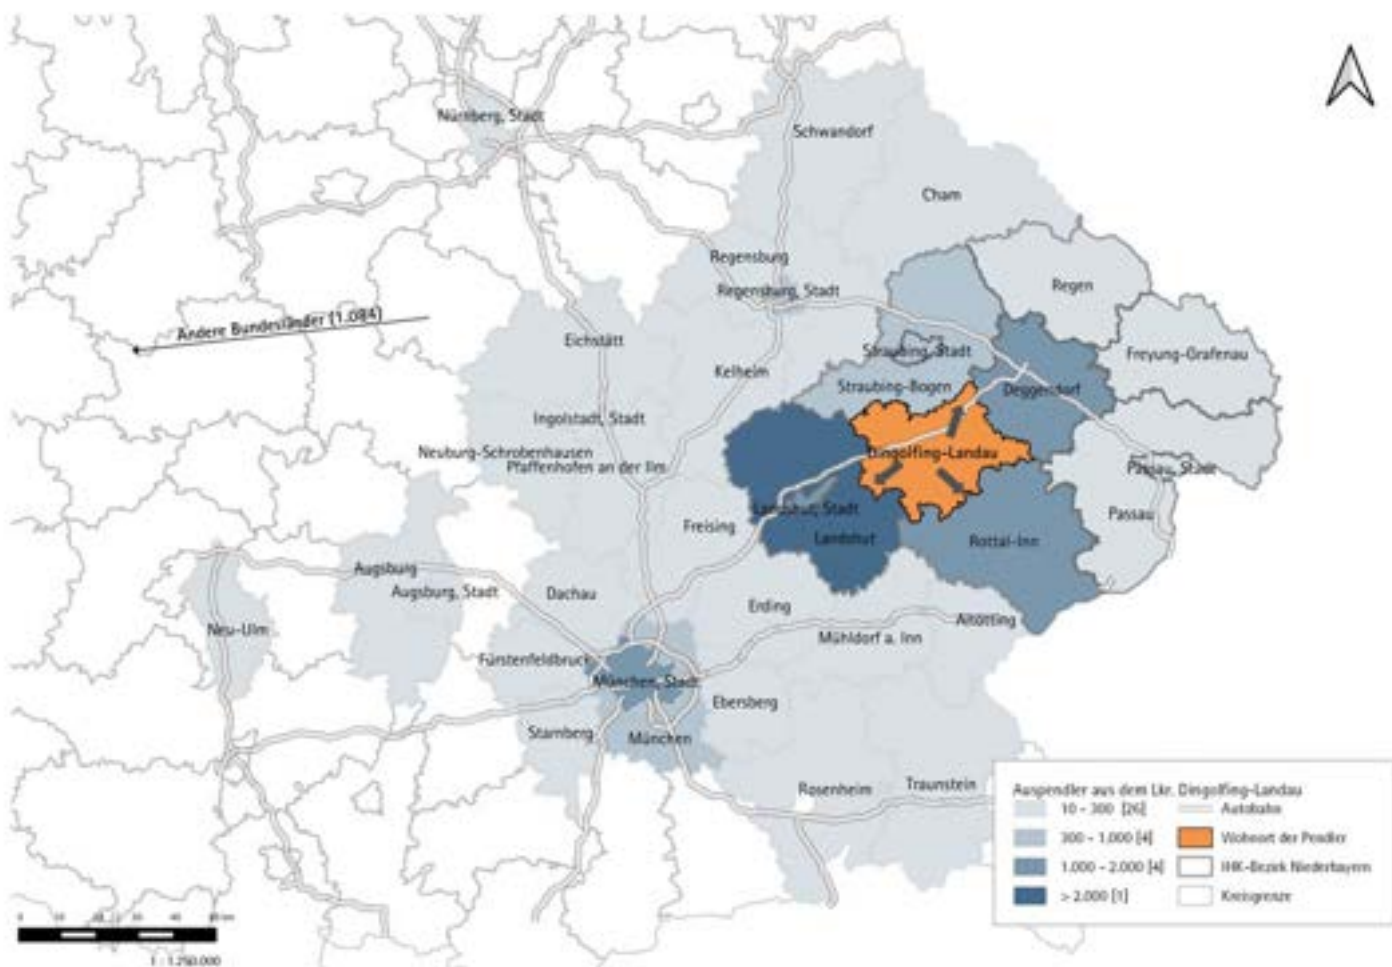 Nürnberg, Stadt
Schwandorf
Cham
Regensburg
Regensburg, Stadt
Regen
Andere Bundesländer (1.084)
Eichstätt
Straubing, Stadt
Freyung-Grafenau
Kelheim
Straubing-Bogen
Deggendorf
Ingolstadt, Stadt
Neuburg-Schrobenhausen
Dingolfing-Landau
Pfaffenhofen an der Ilm
Passau, Stadt
Landshut, Stadt
Passau
Freising
Landshut
Rottal-Inn
Augsburg
Augsburg, Stadt
Dachau
Erding
Altötting
Neu-Ulm
Mühldorf a. Inn
Fürstenfeldbruck
München, Stadt
Ebersberg
Starnberg
München
Rosenheim
Traunstein
Auspendler aus dem Lkr. Dingolfing-Landau
10 - 300 [26]
Autobahn
300 - 1.000 [4]
Wohnort der Pendler
1.000 - 2.000 [4]
IHK-Bezirk Niederbayern
> 2.000 [1]
Kreisgrenze
1 : 1.250.000